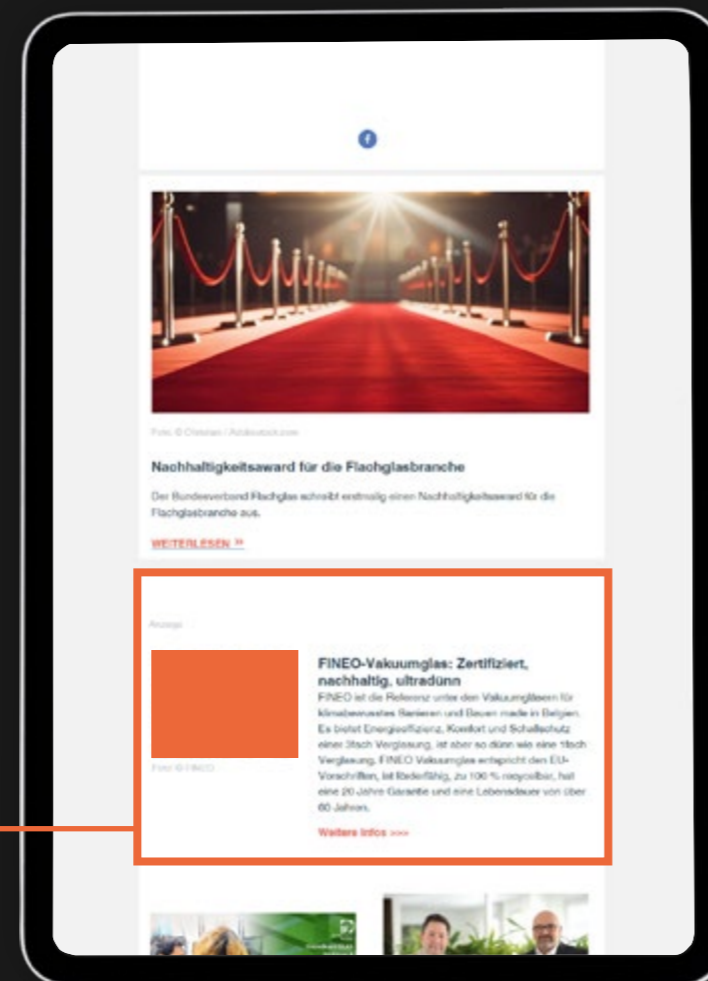 f
Foto: © Christian / Adobestock.com
Nachhaltigkeitsaward für die Flachglasbranche
Der Bundesverband Flachglas schreibt erstmalig einen Nachhaltigkeitsaward für die
Flachglasbranche aus.
WEITERLESEN »
Anzeige
FINEO-Vakuumglas: Zertifiziert,
nachhaltig, ultradünn
FINEO ist die Referenz unter den Vakuumgläsern für
klimabewusstes Sanieren und Bauen made in Belgien.
Es bietet Energieeffizienz, Komfort und Schallschutz
einer 3fach Verglasung, ist aber so dünn wie eine 1fach
Verglasung. FINEO Vakuumglas entspricht den EU-
Vorschriften, ist förderfähig, zu 100 % recycelbar, hat
eine 20 Jahre Garantie und eine Lebensdauer von über
60 Jahren.
Foto: © FINEO
Weitere Infos >>>